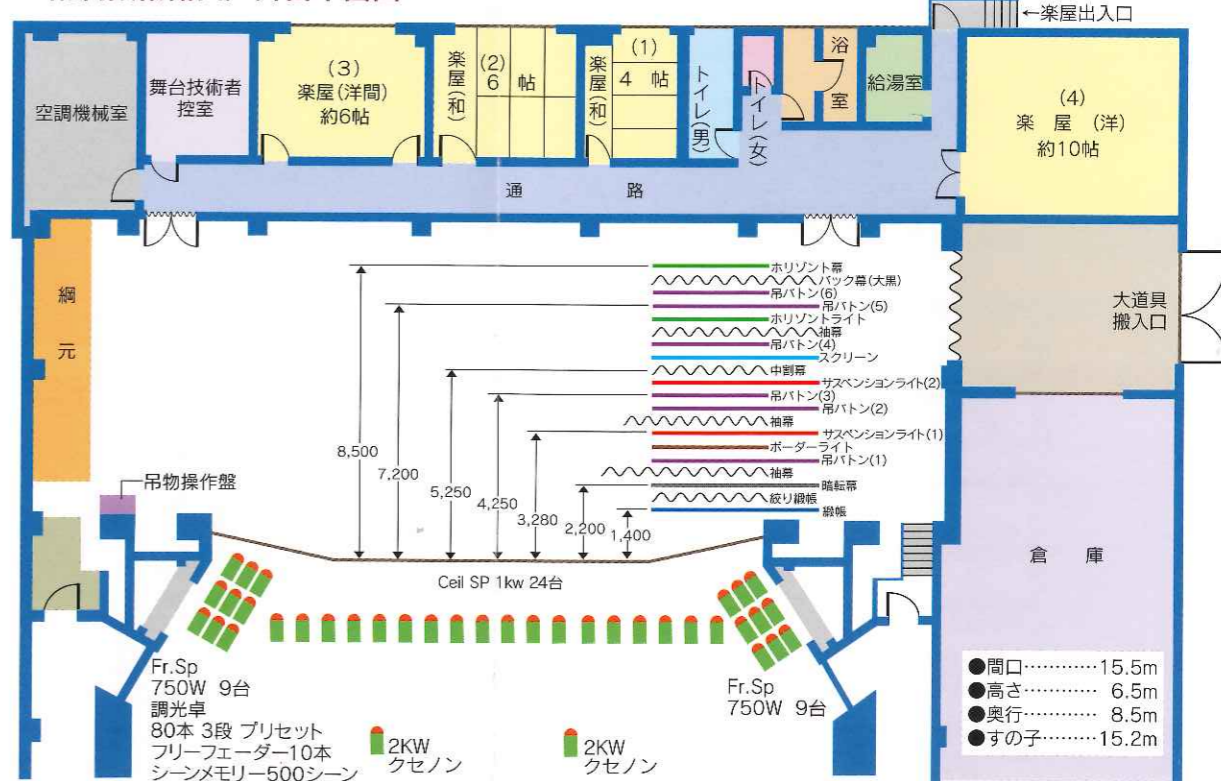 ←楽屋出入口
空調機械室
舞台技術者
控室
(3)
楽屋(洋間)
約6帖
楽屋(和)
(2)
6 帖
楽屋(和)
(1)
4 帖
トイレ(男)
トイレ(女)
浴室
給湯室
(4)
楽 屋 (洋)
約10帖
通 路
綱元
大道具
搬入口
ホリゾント幕
バック幕(大黒)
吊バトン(6)
吊バトン(5)
ホリゾントライト
袖幕
吊バトン(4)
スクリーン
中割幕
サスペンションライト(2)
吊バトン(3)
吊バトン(2)
袖幕
サスペンションライト(1)
ボーダーライト
吊バトン(1)
袖幕
暗転幕
絞り緞帳
緞帳
8,500
7,200
5,250
4,250
3,280
2,200
1,400
吊物操作盤
Ceil SP 1kw 24台
倉 庫
Fr.Sp
750W 9台
調光卓
80本 3段 プリセット
フリーフェーダー10本
シーンメモリー500シーン
2KW
クセノン
2KW
クセノン
Fr.Sp
750W 9台
●間口…………15.5m
●高さ………… 6.5m
●奥行………… 8.5m
●すの子………15.2m